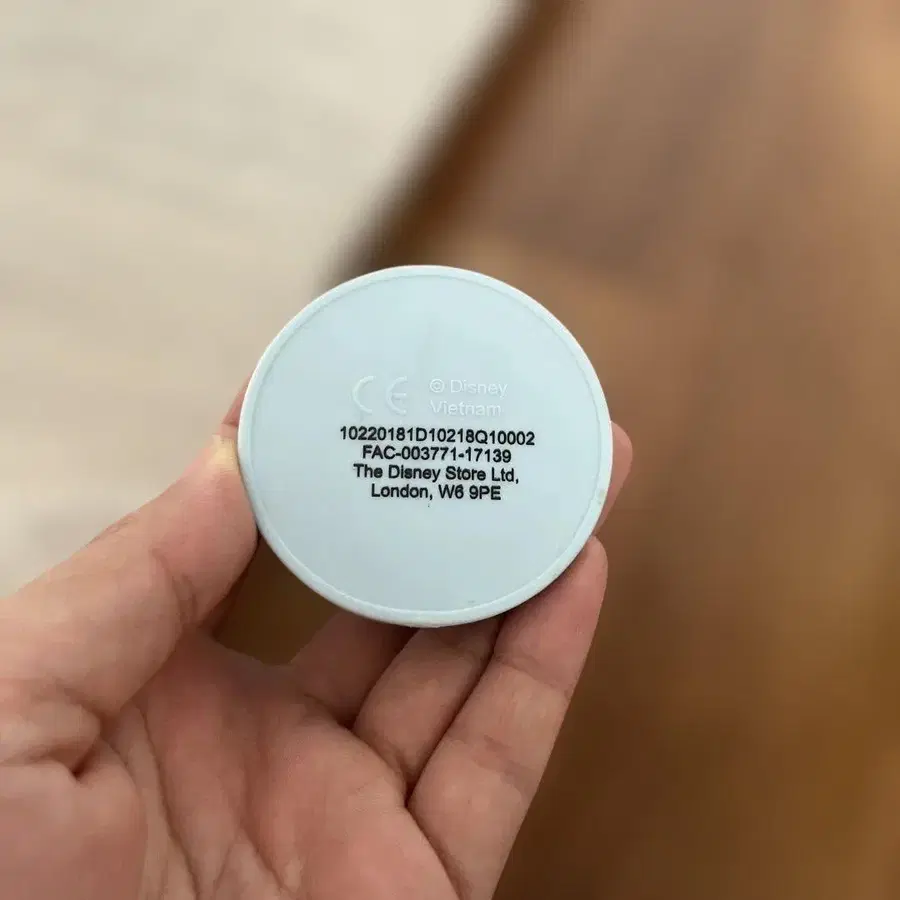 CE © Disney
Vietnam
10220181D10218Q10002
FAC-003771-17139
The Disney Store Ltd,
London, W6 9PE